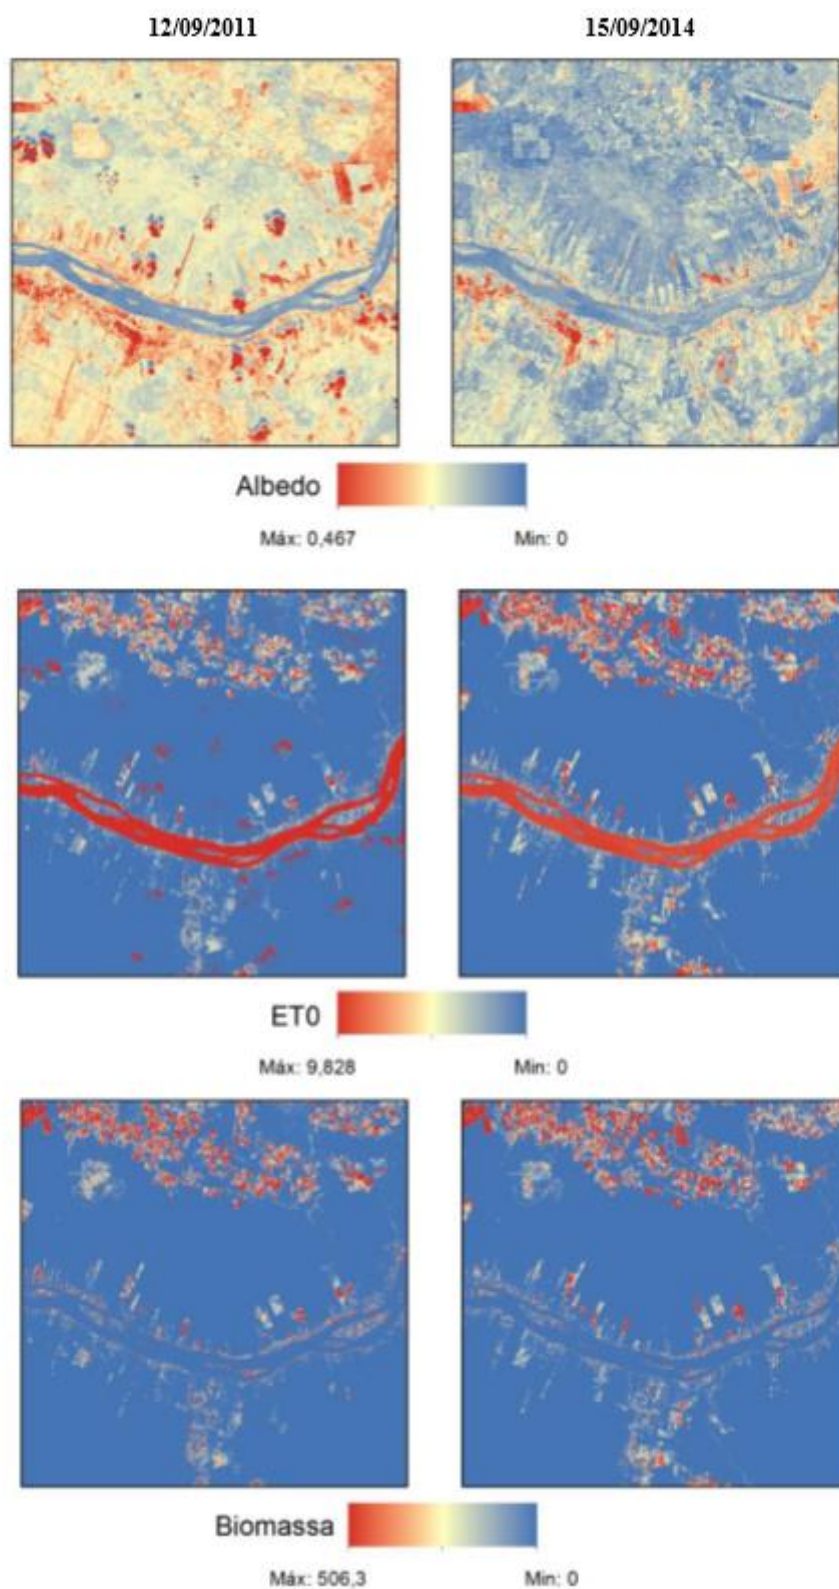 12/09/2011 15/09/2014
Albedo
Máx: 0,467 Min: 0
ET0
Máx: 9,828 Min: 0
Biomassa
Máx: 506,3 Min: 0